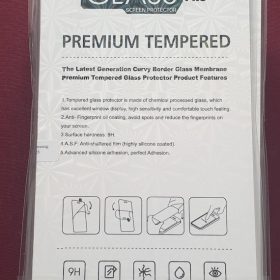 GLASS
SCREEN PROTECTOR
PREMIUM TEMPERED
The Latest Generation Curvy Border Glass Membrane
Premium Tempered Glass Protector Product Features
1.Tempered glass protector is made of chemical processed glass, which
has excellent window display, high sensitivity and comfortable touch feeling.
2.Anti- Fingerprint oil coating, avoid spots and reduce the fingerprints on
your screen.
3.Surface hardness: 9H.
4.A.S.F. Anti-shattered film (highly silicone coated).
5.Advanced silicone adhesion, perfect Adhesion.
9H